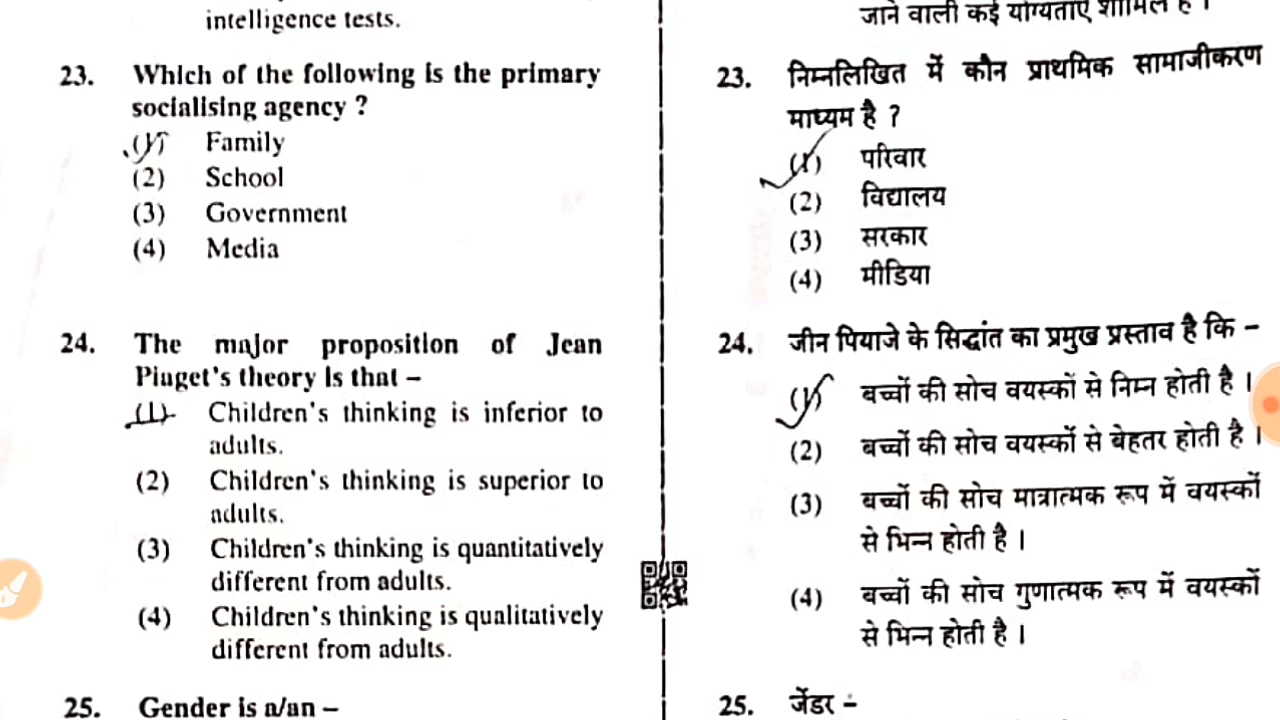 intelligence tests.
23. Which of the following is the primary
socialising agency ?
(1) Family
(2) School
(3) Government
(4) Media
24. The major proposition of Jean
Piaget's theory is that –
(1) Children's thinking is inferior to
adults.
(2) Children's thinking is superior to
adults.
(3) Children's thinking is quantitatively
different from adults.
(4) Children's thinking is qualitatively
different from adults.
25. Gender is a/an –
जाने वाली कई योग्यताएँ शामिल हैं ।
23. निम्नलिखित में कौन प्राथमिक सामाजीकरण
माध्यम है ?
(1) परिवार
(2) विद्यालय
(3) सरकार
(4) मीडिया
24. जीन पियाजे के सिद्धांत का प्रमुख प्रस्ताव है कि –
(1) बच्चों की सोच वयस्कों से निम्न होती है ।
(2) बच्चों की सोच वयस्कों से बेहतर होती है ।
(3) बच्चों की सोच मात्रात्मक रूप में वयस्कों
से भिन्न होती है ।
(4) बच्चों की सोच गुणात्मक रूप में वयस्कों
से भिन्न होती है ।
25. जेंडर –